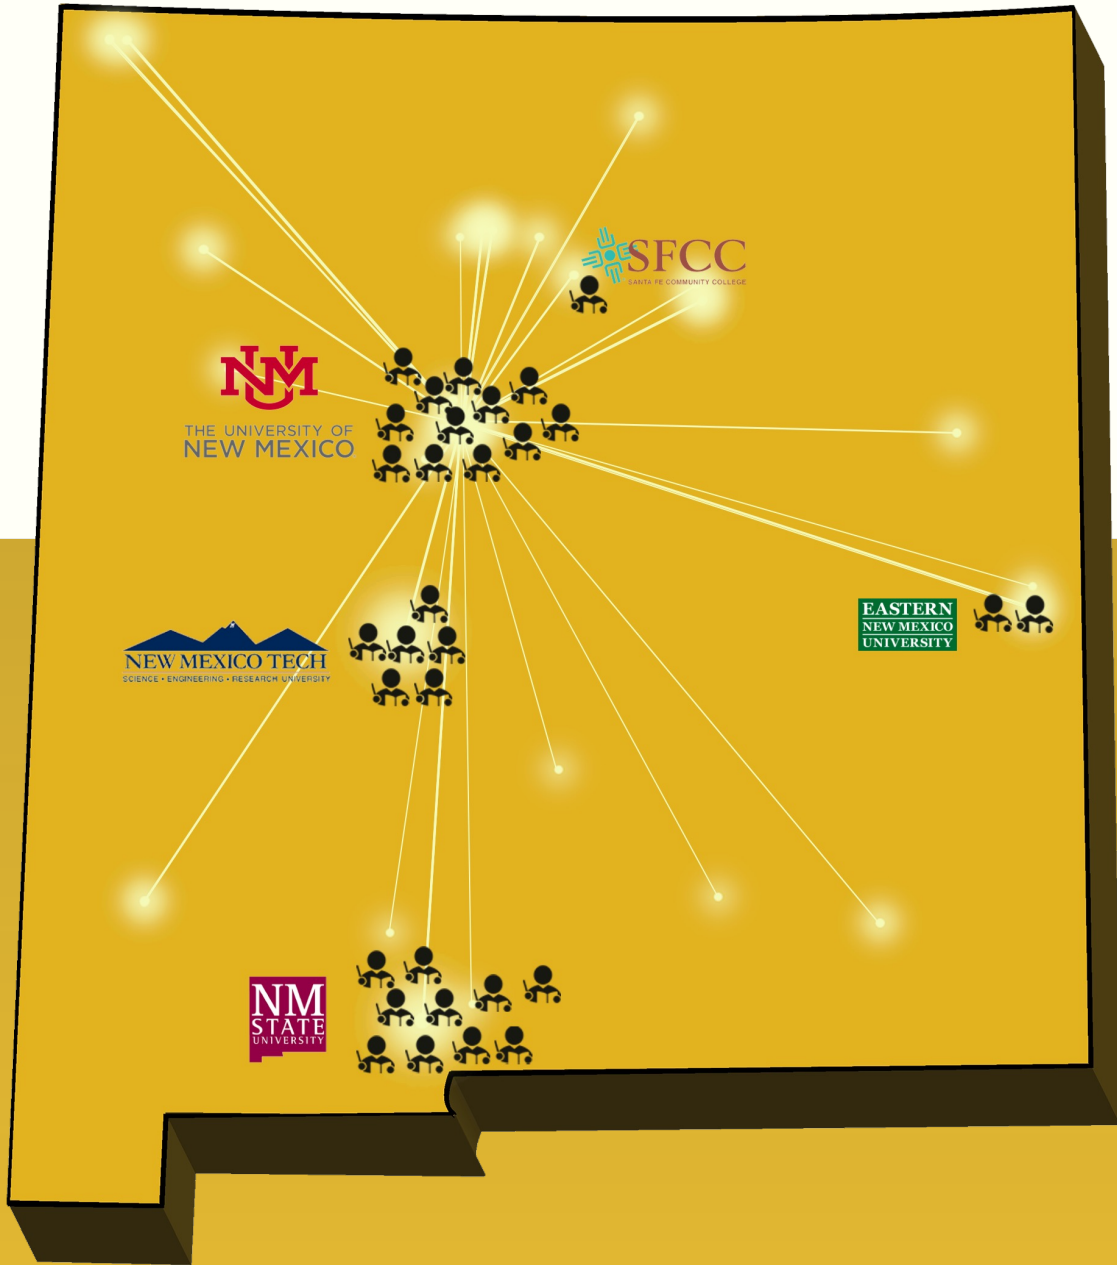 SFCC
SANTA FE COMMUNITY COLLEGE
UNM
THE UNIVERSITY OF
NEW MEXICO
EASTERN
NEW MEXICO
UNIVERSITY
NEW MEXICO TECH
SCIENCE • ENGINEERING • RESEARCH UNIVERSITY
NM
STATE
UNIVERSITY